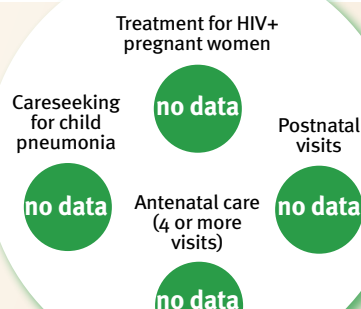 Treatment for HIV+
pregnant women
no data
Careseeking
for child
pneumonia
no data
Postnatal
visits
no data
Antenatal care
(4 or more
visits)
no data